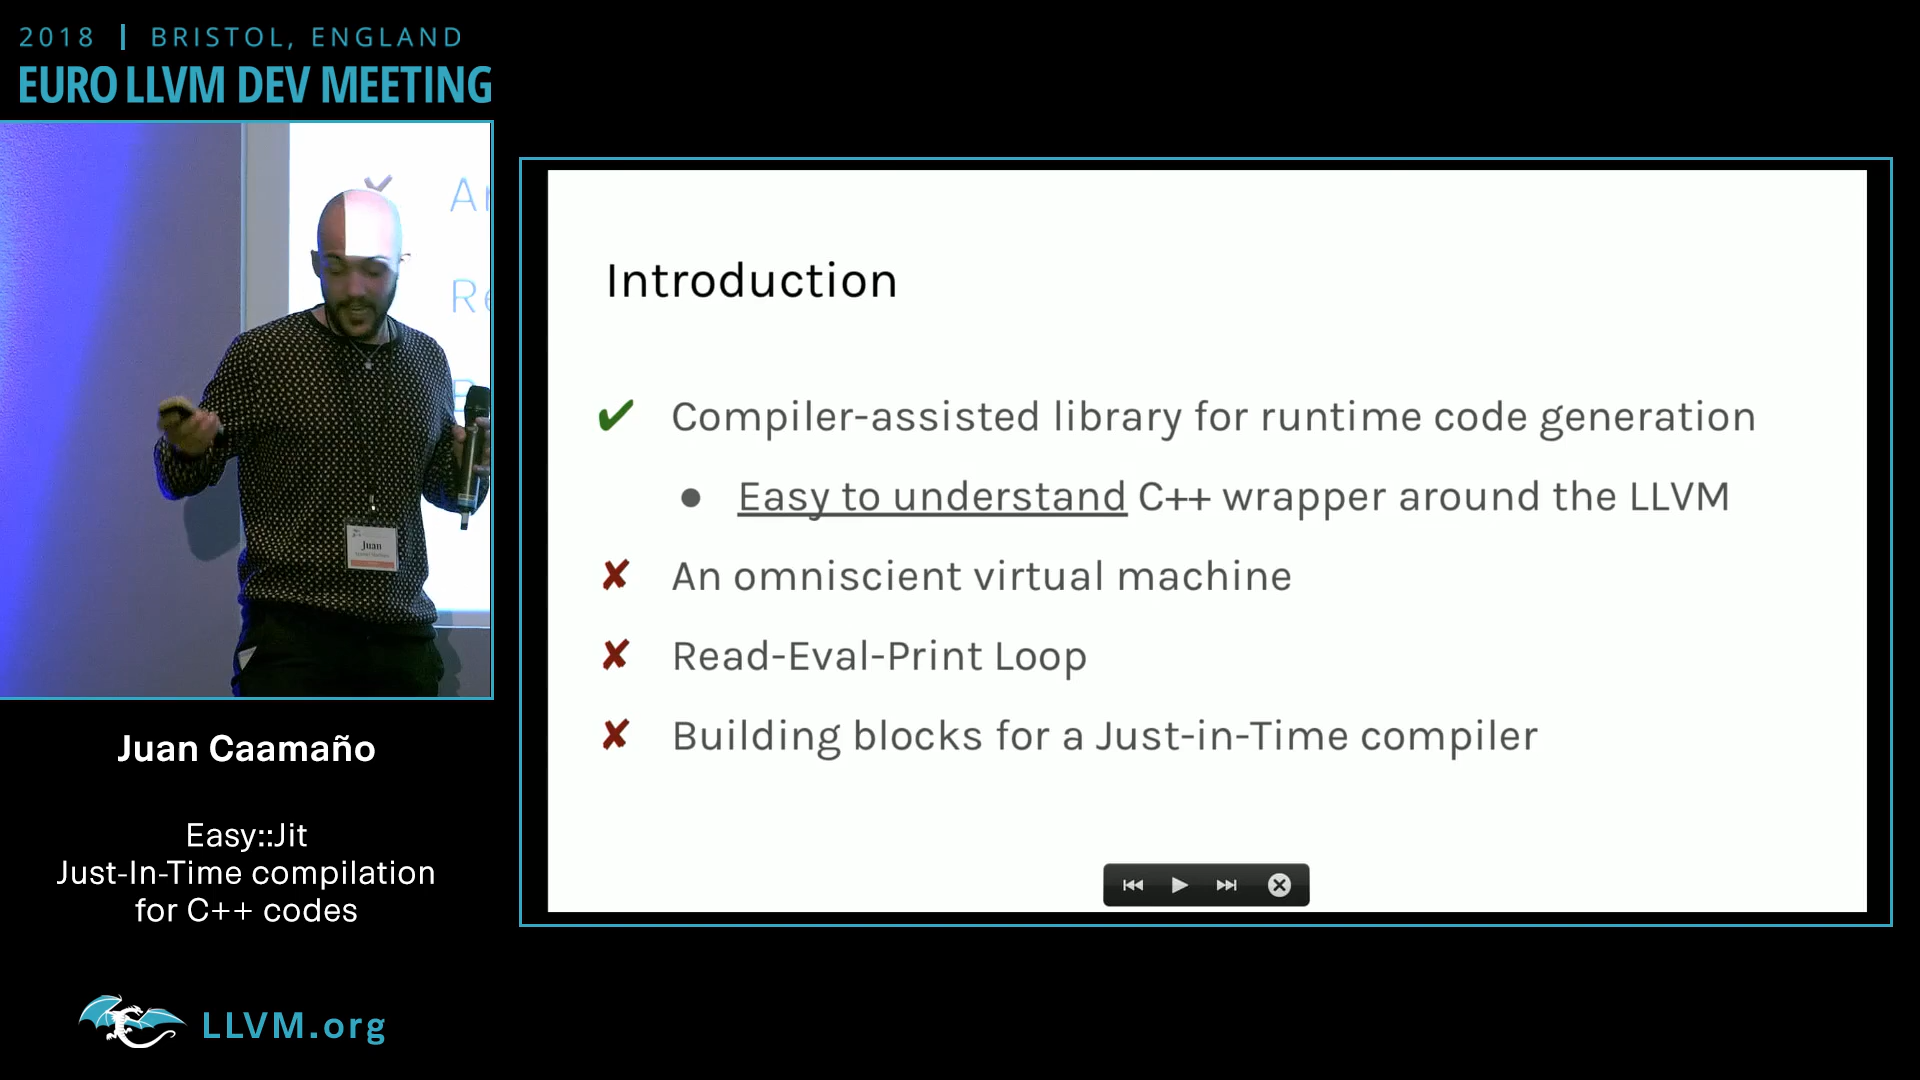 2018 | BRISTOL, ENGLAND
EURO LLVM DEV MEETING
A
Re
Juan
Juan Caamaño
Easy::Jit
Just-In-Time compilation
for C++ codes
LLVM.org
Introduction
✔ Compiler-assisted library for runtime code generation
● Easy to understand C++ wrapper around the LLVM
✘ An omniscient virtual machine
✘ Read-Eval-Print Loop
✘ Building blocks for a Just-in-Time compiler